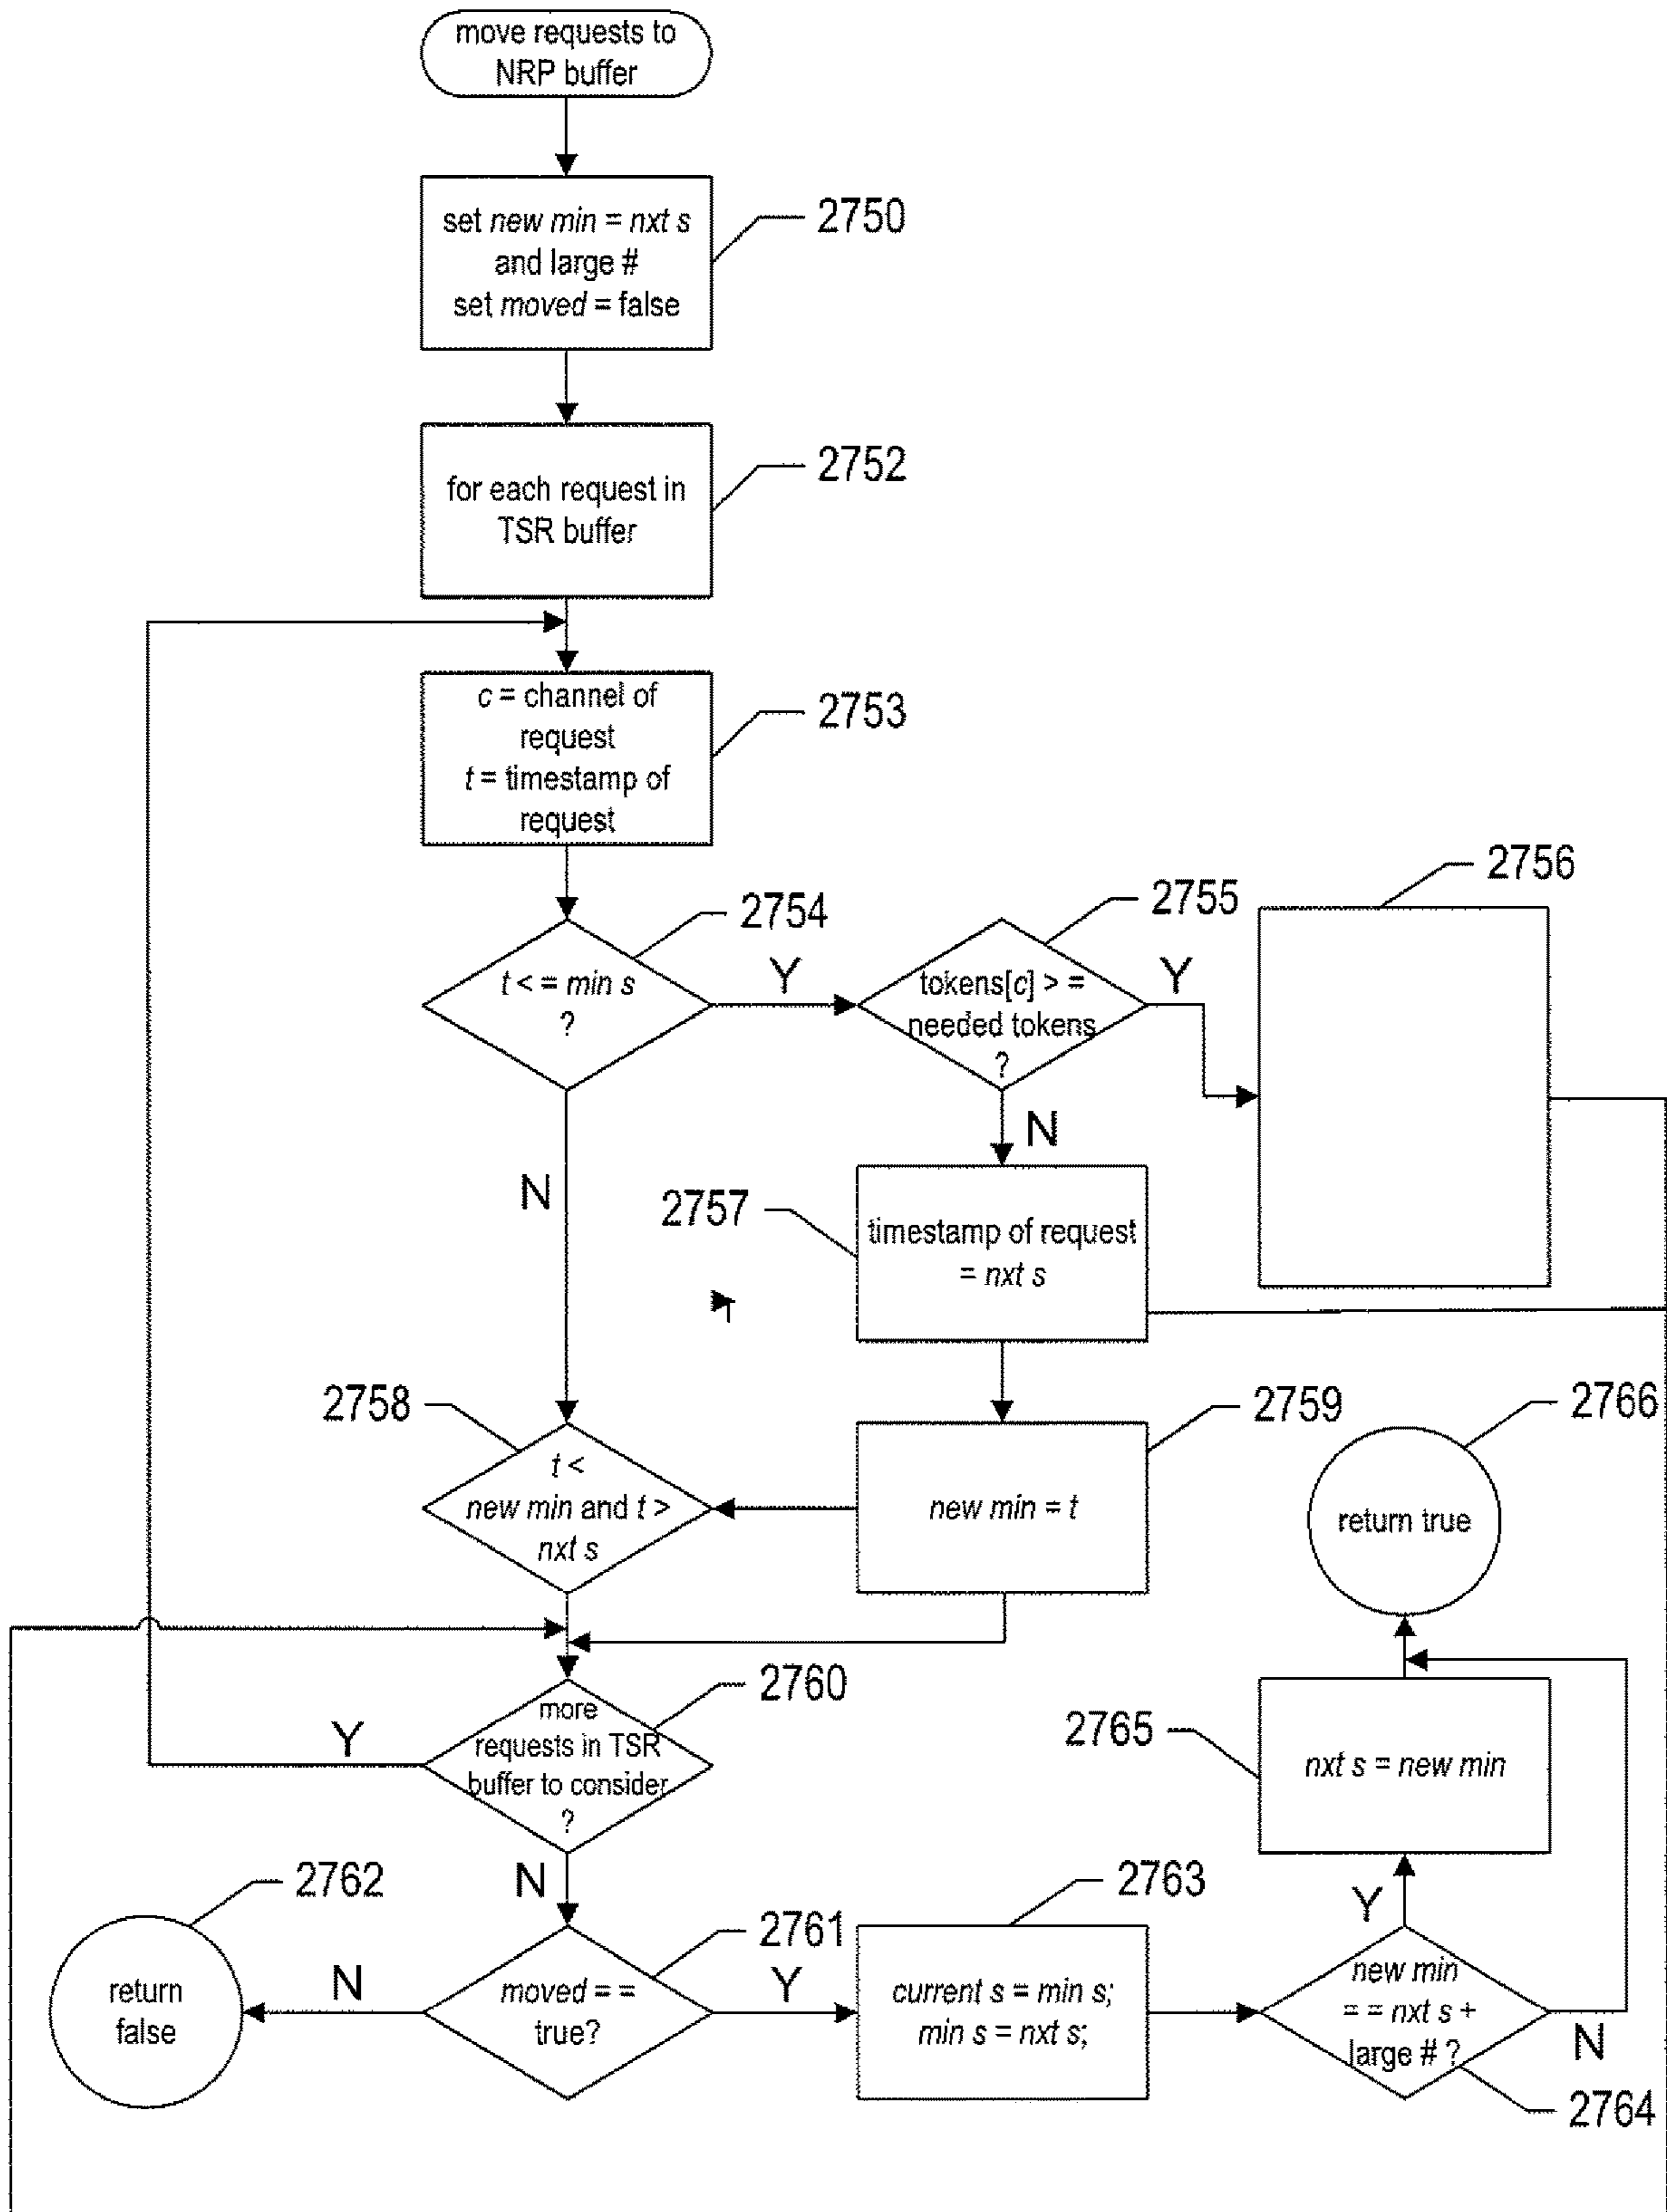 move requests to
NRP buffer
set new min = nxt s
and large #
set moved = false
2750
for each request in
TSR buffer
2752
c = channel of
request
t = timestamp of
request
2753
t < = min s
?
2754
Y
N
tokens[c] > =
needed tokens
?
2755
Y
N
2756
timestamp of request
= nxt s
2757
t <
new min and t >
nxt s
2758
new min = t
2759
return true
2766
more
requests in TSR
buffer to consider
?
2760
Y
N
nxt s = new min
2765
return
false
2762
moved = =
true?
2761
N
Y
current s = min s;
min s = nxt s;
2763
new min
= = nxt s +
large # ?
2764
Y
N